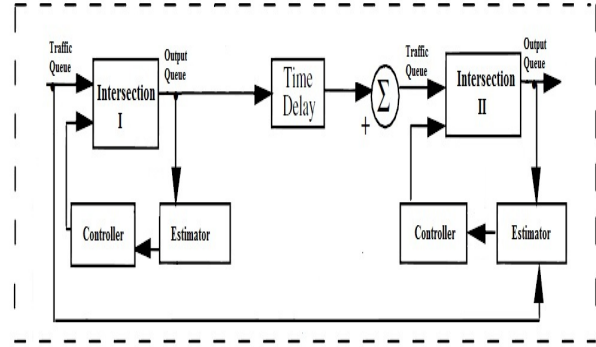 Traffic
Queue
Output
Queue
Intersection
I
Time
Delay
Σ
+
Traffic
Queue
Output
Queue
Intersection
II
Controller
Estimator
Controller
Estimator